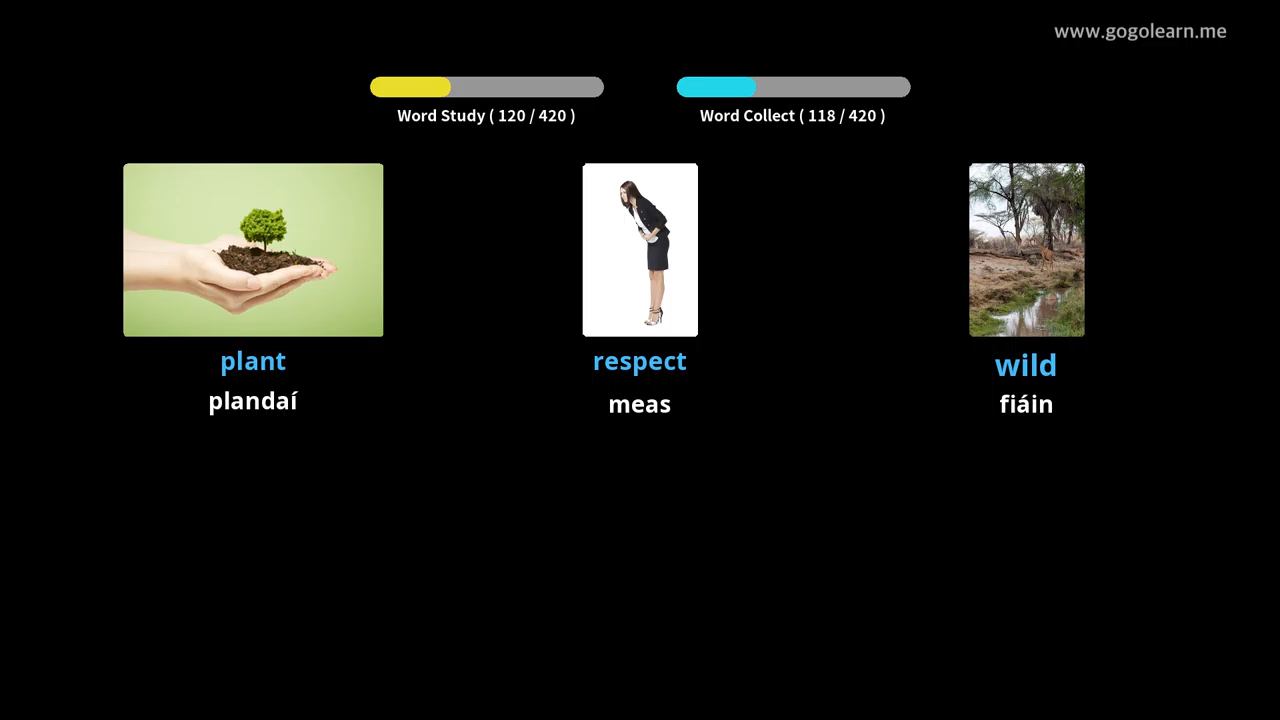 www.gogolearn.me
Word Study ( 120 / 420 )
Word Collect ( 118 / 420 )
plant
plandaí
respect
meas
wild
fiáin